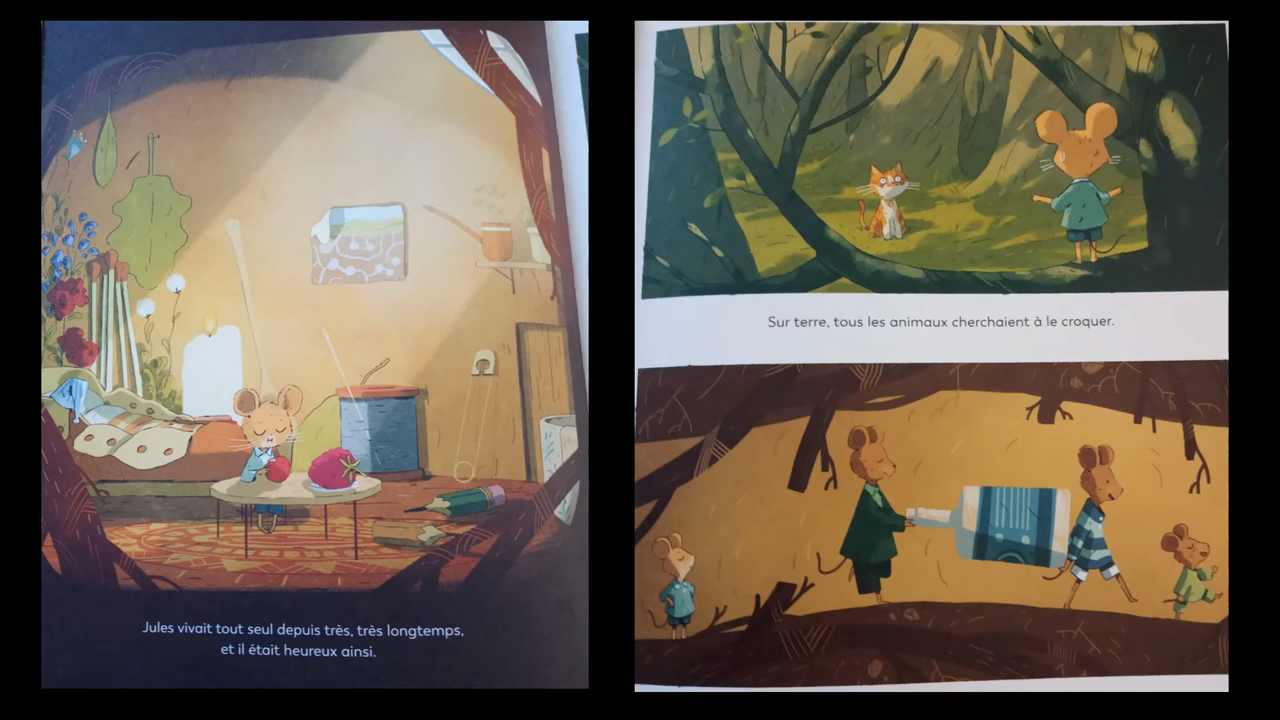 Jules vivait tout seul depuis très, très longtemps,
et il était heureux ainsi.
Sur terre, tous les animaux cherchaient à le croquer.